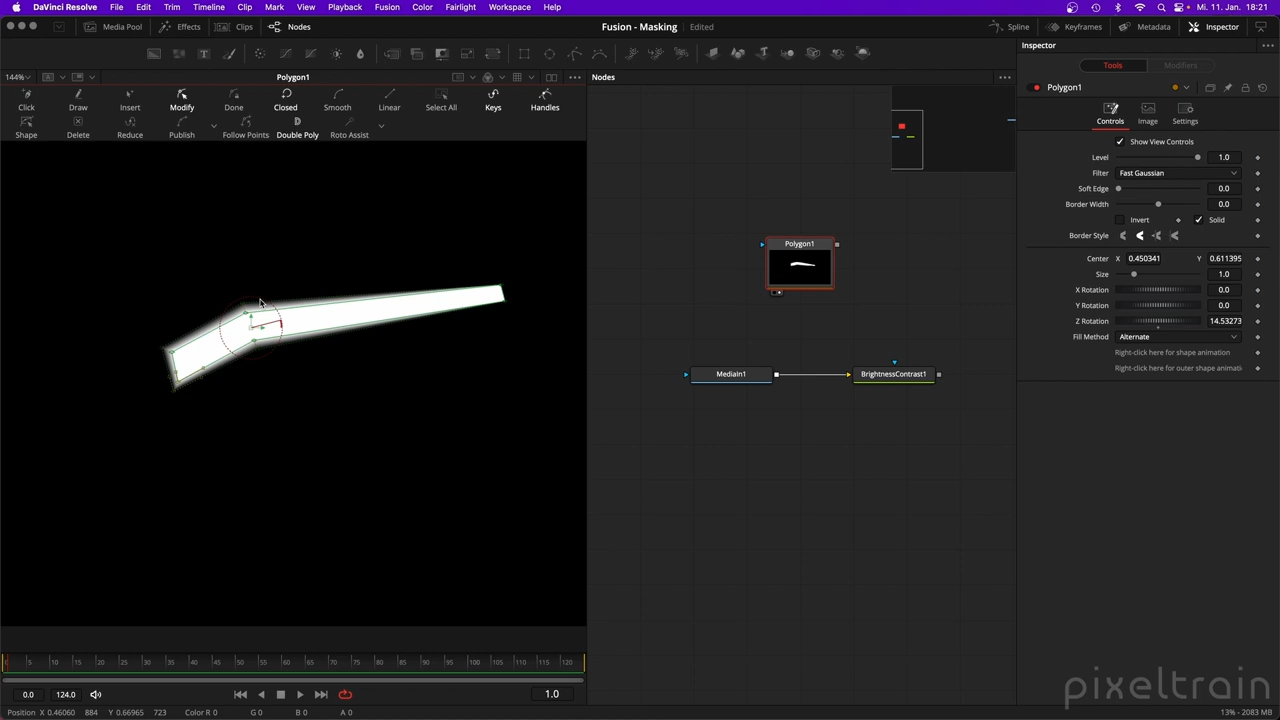 DaVinci Resolve File Edit Trim Timeline Clip Mark View Playback Fusion Color Fairlight Workspace Help Mi. 11. Jan. 18:21
Media Pool Effects Clips Nodes Fusion - Masking Edited Spline Keyframes Metadata Inspector
144% Polygon1 Nodes Inspector
Tools Modifiers
Click Draw Insert Modify Done Closed Smooth Linear Select All Keys Handles
Shape Delete Reduce Publish Follow Points Double Poly Roto Assist
Polygon1
Controls Image Settings
Show View Controls
Level 1.0
Filter Fast Gaussian
Soft Edge 0.0
Border Width 0.0
Invert Solid
Border Style
Center X 0.450341 Y 0.611395
Size 1.0
X Rotation 0.0
Y Rotation 0.0
Z Rotation 14.53273
Fill Method Alternate
Right-click here for shape animation
Right-click here for outer shape animati
Polygon1
MediaIn1 BrightnessContrast1
0 5 10 15 20 25 30 35 40 45 50 55 60 65 70 75 80 85 90 95 100 105 110 115 120
0.0 124.0 1.0
Position X 0.46060 884 Y 0.66965 723 Color R 0 G 0 B 0 A 0 13% - 2083 MB
pixeltrain